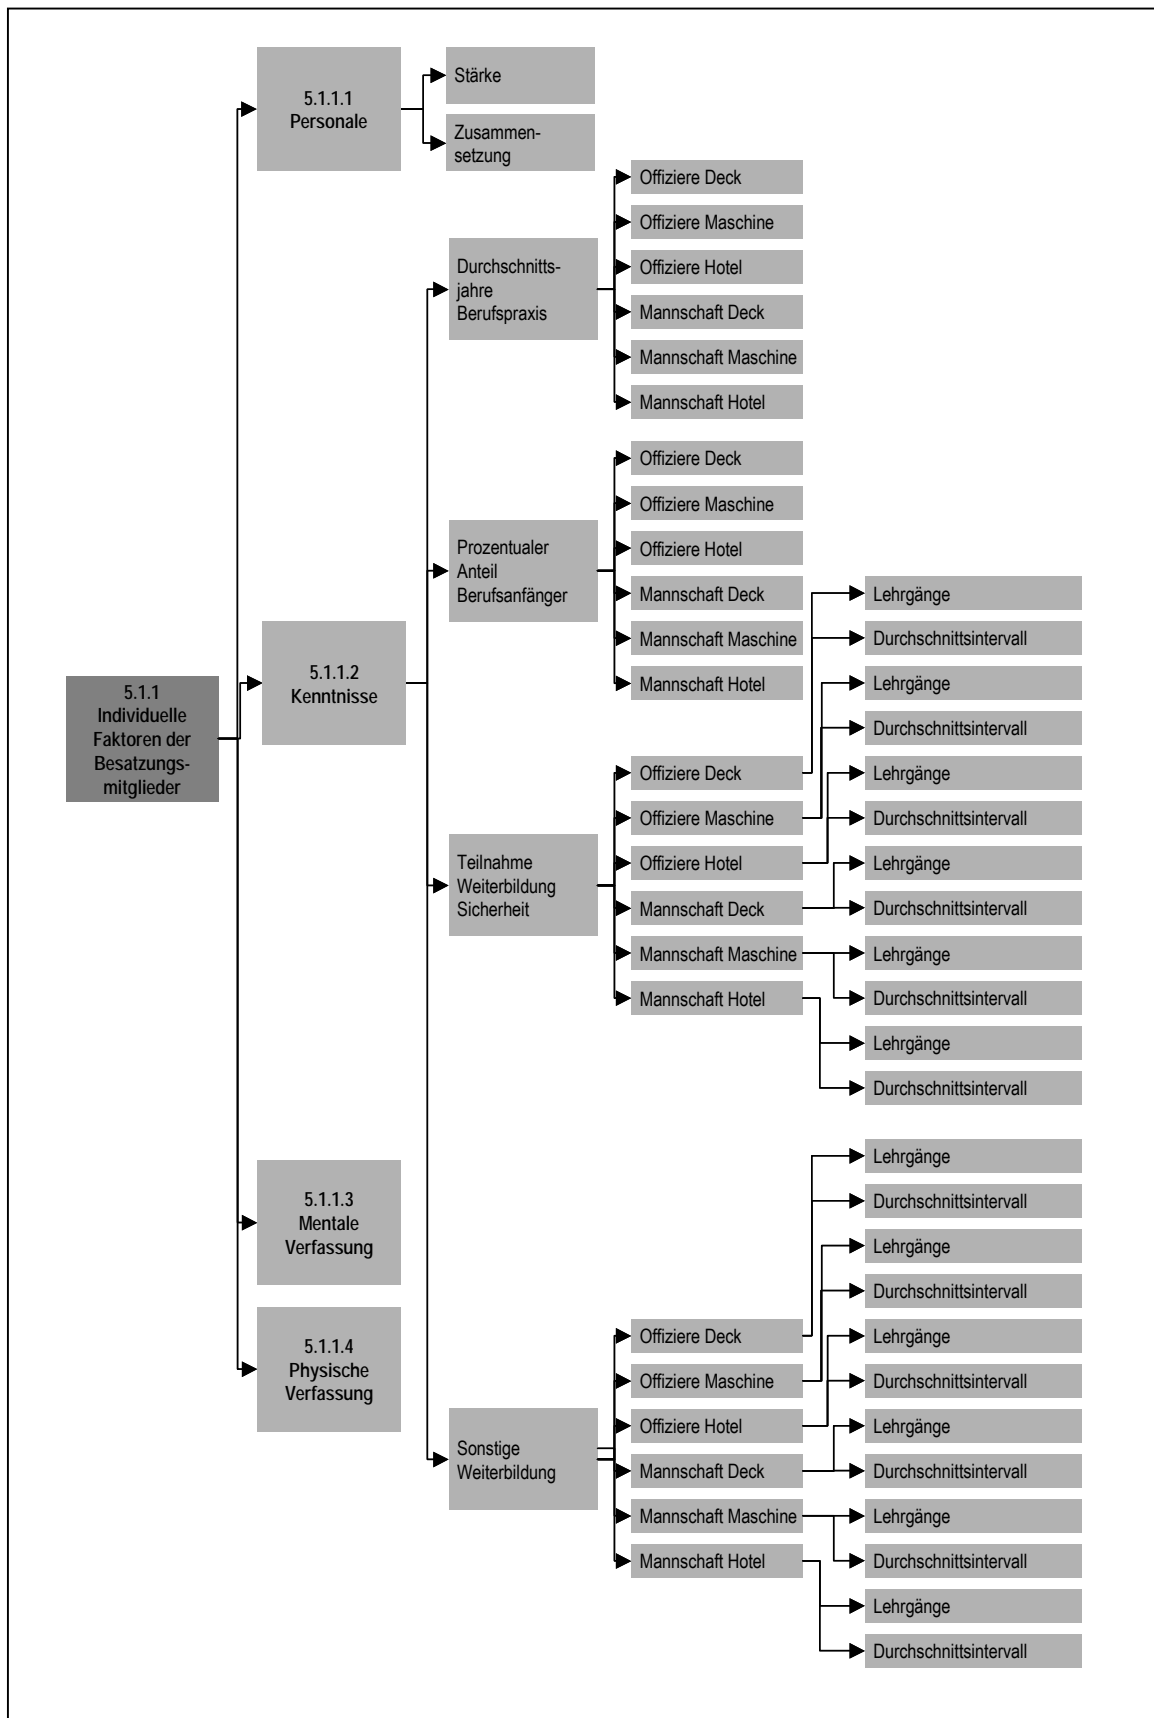 5.1.1.1
Personale
Stärke
Zusammen-
setzung
Durchschnitts-
jahre
Berufspraxis
Offiziere Deck
Offiziere Maschine
Offiziere Hotel
Mannschaft Deck
Mannschaft Maschine
Mannschaft Hotel
Prozentualer
Anteil
Berufsanfänger
Offiziere Deck
Offiziere Maschine
Offiziere Hotel
Mannschaft Deck
Mannschaft Maschine
Mannschaft Hotel
5.1.1
Individuelle
Faktoren der
Besatzungs-
mitglieder
5.1.1.2
Kenntnisse
Teilnahme
Weiterbildung
Sicherheit
Offiziere Deck
Offiziere Maschine
Offiziere Hotel
Mannschaft Deck
Mannschaft Maschine
Mannschaft Hotel
Lehrgänge
Durchschnittsintervall
Lehrgänge
Durchschnittsintervall
Lehrgänge
Durchschnittsintervall
Lehrgänge
Durchschnittsintervall
Lehrgänge
Durchschnittsintervall
Lehrgänge
Durchschnittsintervall
5.1.1.3
Mentale
Verfassung
5.1.1.4
Physische
Verfassung
Sonstige
Weiterbildung
Offiziere Deck
Offiziere Maschine
Offiziere Hotel
Mannschaft Deck
Mannschaft Maschine
Mannschaft Hotel
Lehrgänge
Durchschnittsintervall
Lehrgänge
Durchschnittsintervall
Lehrgänge
Durchschnittsintervall
Lehrgänge
Durchschnittsintervall
Lehrgänge
Durchschnittsintervall
Lehrgänge
Durchschnittsintervall